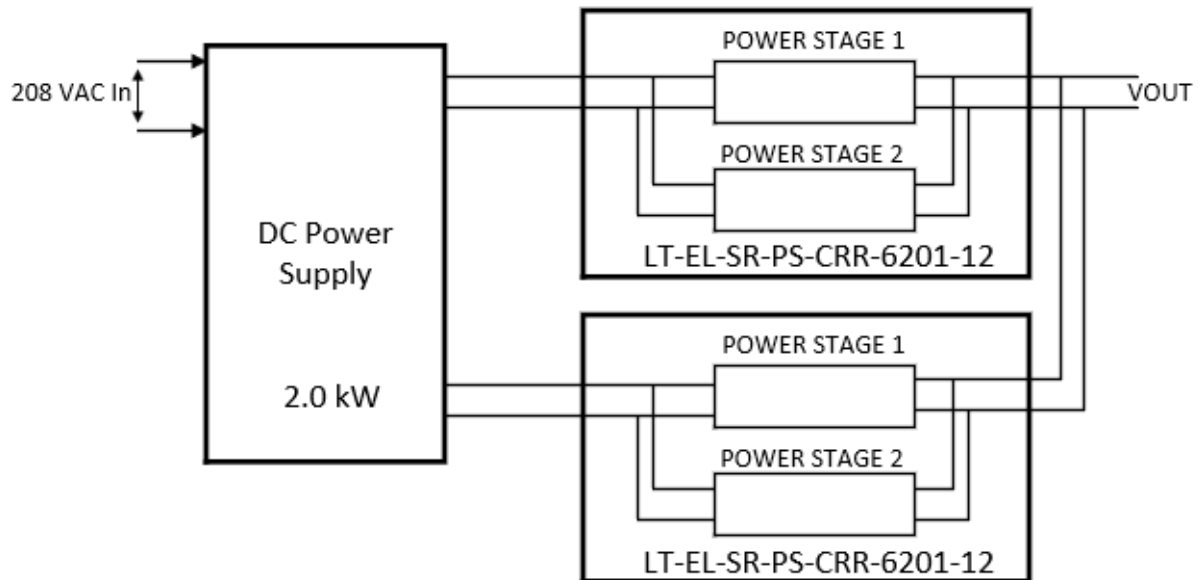 208 VAC In
DC Power
Supply
2.0 kW
POWER STAGE 1
POWER STAGE 2
LT-EL-SR-PS-CRR-6201-12
VOUT
POWER STAGE 1
POWER STAGE 2
LT-EL-SR-PS-CRR-6201-12